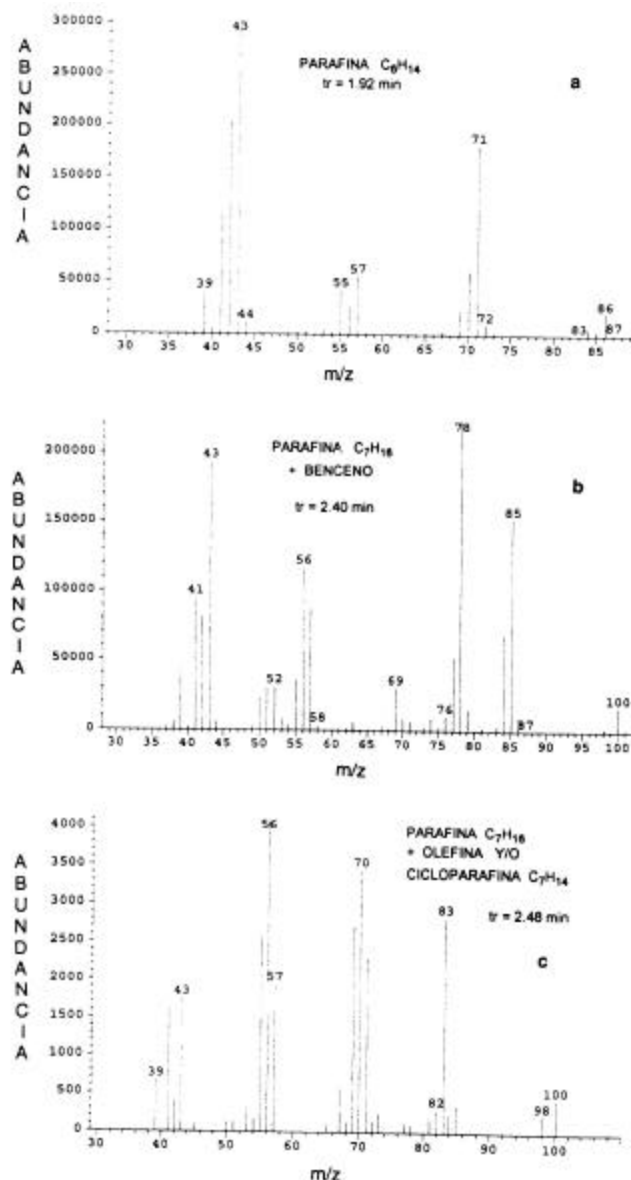 300000
250000
200000
150000
100000
50000
0
ABUNDANCIA
PARAFINA C₆H₁₄
tr = 1.92 min
a
43
71
39
44
55
57
72
83
86
87
30 40 50 60 70 80 85
m/z
200000
150000
100000
50000
0
ABUNDANCIA
PARAFINA C₇H₁₆
+ BENCENO
tr = 2.40 min
b
43
41
52
56
58
69
76
78
85
87
100
30 35 40 45 50 55 60 65 70 75 80 85 90 95 100
m/z
4000
3500
3000
2500
2000
1500
1000
500
0
ABUNDANCIA
PARAFINA C₇H₁₆
+ OLEFINA Y/O
CICLOPARAFINA C₇H₁₄
tr = 2.48 min
c
39
43
56
57
70
82
83
98
100
30 40 50 60 70 80 90 100
m/z